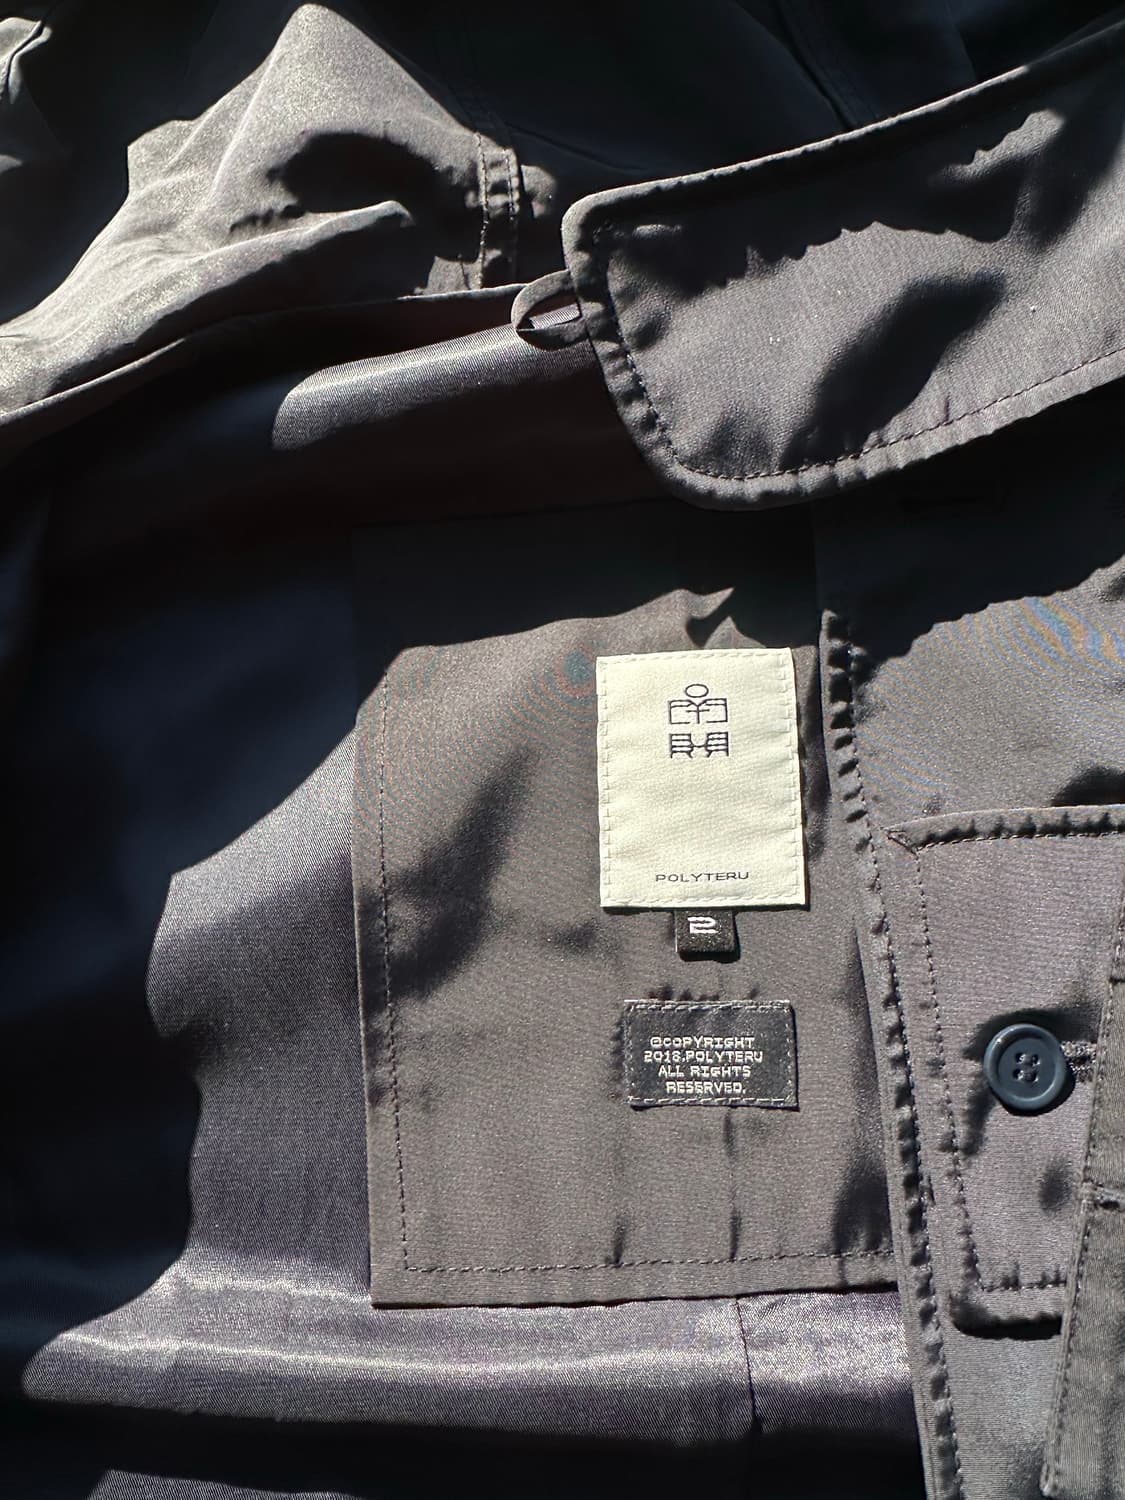 POLYTERU
2
©COPYRIGHT
2018.POLYTERU
ALL RIGHTS
RESERVED.